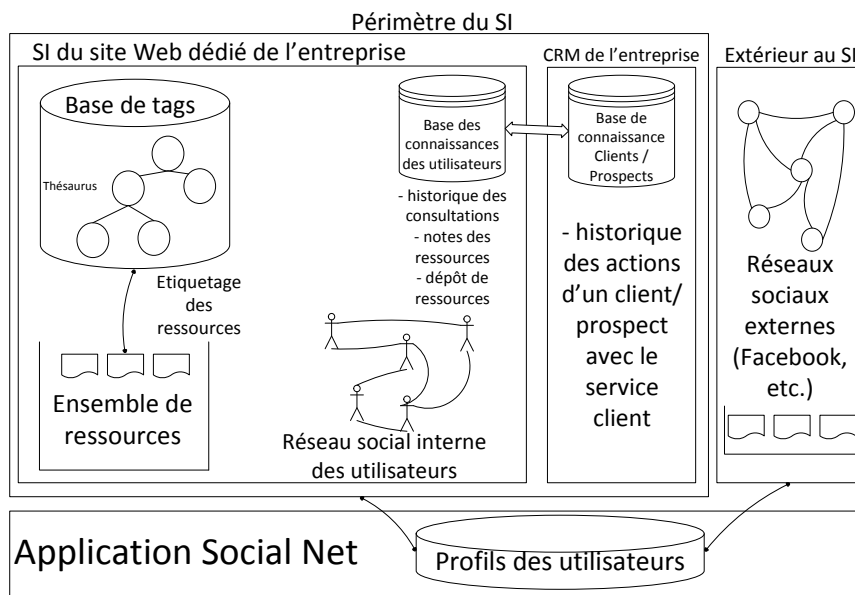 Périmètre du SI
SI du site Web dédié de l'entreprise
CRM de l'entreprise
Extérieur au SI
Base de tags
Thésaurus
Etiquetage
des
ressources
Ensemble de
ressources
Base des
connaissances
des utilisateurs
- historique des
consultations
- notes des
ressources
- dépôt de
ressources
Réseau social interne
des utilisateurs
Base de
connaissance
Clients /
Prospects
- historique
des actions
d'un client/
prospect
avec le
service
client
Réseaux
sociaux
externes
(Facebook,
etc.)
Application Social Net
Profils des utilisateurs